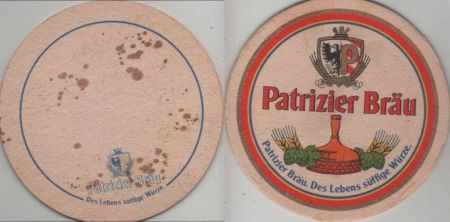 Patrizier Bräu
Des Lebens süffige Würze.
P
Patrizier Bräu
Patrizier Bräu. Des Lebens süffige Würze.